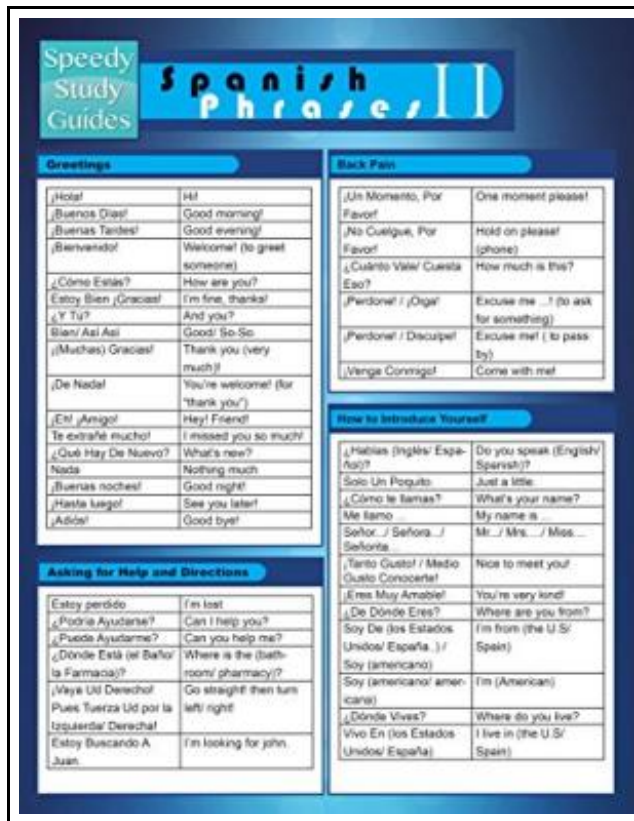 Speedy
Study
Guides
Spanish
Phrases II
Greetings
¡Hola! Hi!
¡Buenos Días! Good morning!
¡Buenas Tardes! Good evening!
¡Bienvenido! Welcome! (to greet
someone)
¿Cómo Estás? How are you?
Estoy Bien ¡Gracias! I'm fine, thanks!
¿Y Tú? And you?
Bien/ Así Así Good/ So-So.
¡(Muchas) Gracias! Thank you (very
much)!
¡De Nada! You're welcome! (for
"thank you")
¡Eh! ¡Amigo! Hey! Friend!
Te extrañé mucho! I missed you so much!
¿Qué Hay De Nuevo? What's new?
Nada Nothing much
¡Buenas noches! Good night!
¡Hasta luego! See you later!
¡Adiós! Good bye!
Asking for Help and Directions
Estoy perdido I'm lost
¿Podría Ayudarse? Can I help you?
¿Puede Ayudarme? Can you help me?
¿Dónde Está (el Baño/ Where is the (bath-
la Farmacia)? room/ pharmacy)?
¡Vaya Ud Derecho! Go straight! then turn
Pues Tuerza Ud por la left/ right!
Izquierda/ Derecha!
Estoy Buscando A I'm looking for john.
Juan.
Back Pain
¡Un Momento, Por One moment please!
Favor!
¡No Cuelgue, Por Hold on please!
Favor! (phone)
¿Cuánto Vale/ Cuesta How much is this?
Eso?
¡Perdone! / ¡Oiga! Excuse me ...! (to ask
for something)
¡Perdone! / Disculpe! Excuse me! ( to pass
by)
¡Venga Conmigo! Come with me!
How to Introduce Yourself
¿Hablas (Inglés/ Espa- Do you speak (English/
ñol)? Spanish)?
Solo Un Poquito. Just a little.
¿Cómo te llamas? What's your name?
Me llamo ... My name is ...
Señor.../ Señora.../ Mr.../ Mrs..../ Miss....
Señorita...
¡Tanto Gusto! / Medio Nice to meet you!
Gusto Conocerte!
¡Eres Muy Amable! You're very kind!
¿De Dónde Eres? Where are you from?
Soy De (los Estados I'm from (the U.S/
Unidos/ España..) / Spain)
Soy (americano)
Soy (americano/ amer- I'm (American)
icana)
¿Dónde Vives? Where do you live?
Vivo En (los Estados I live in (the U.S/
Unidos/ España) Spain)